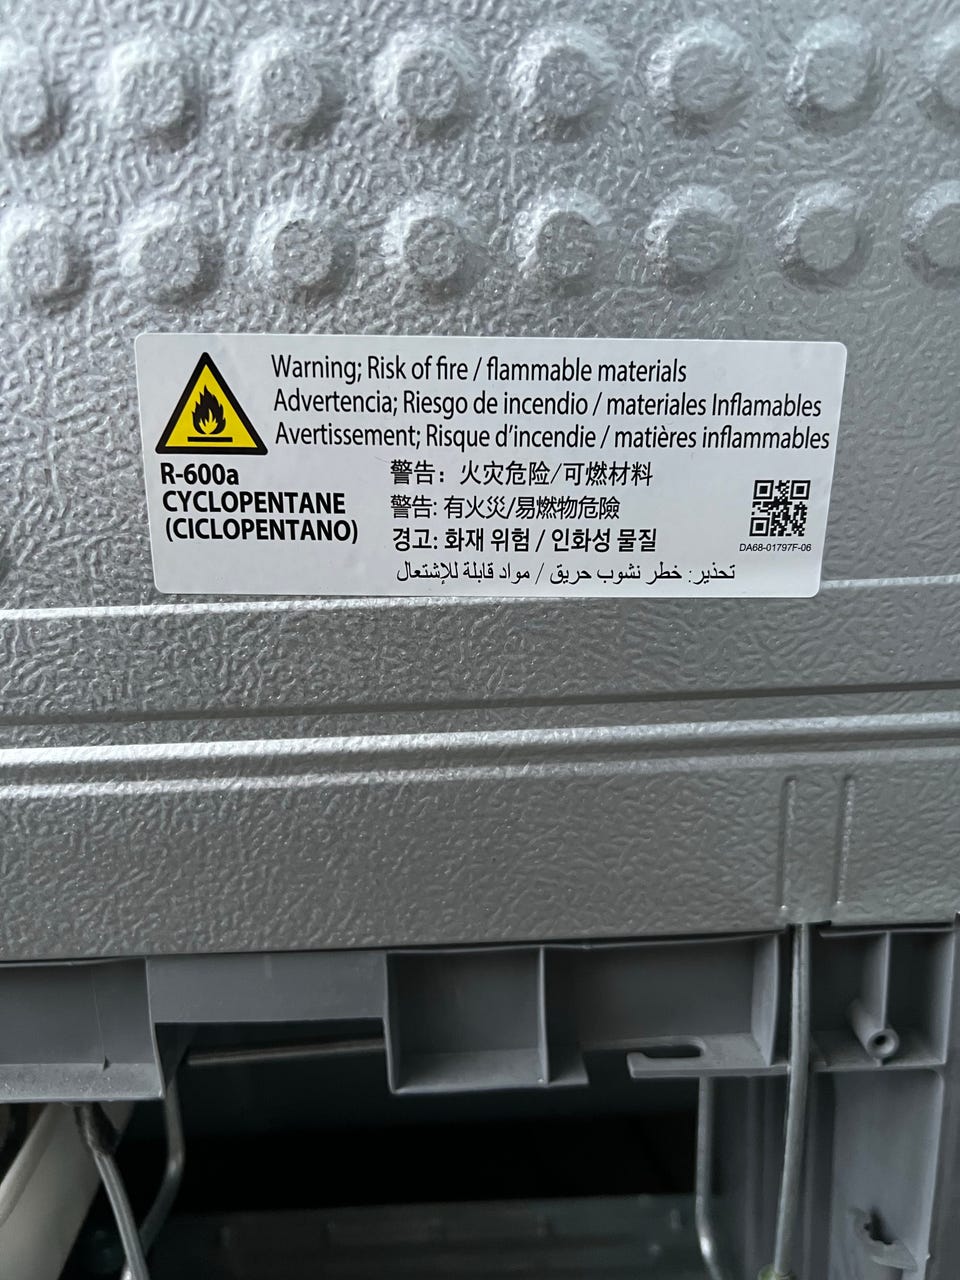 Warning; Risk of fire / flammable materials
Advertencia; Riesgo de incendio / materiales Inflamables
Avertissement; Risque d'incendie / matières inflammables
R-600a
CYCLOPENTANE
(CICLOPENTANO)
警告：火灾危险/可燃材料
警告: 有火災/易燃物危險
경고: 화재 위험 / 인화성 물질
تحذير: خطر نشوب حريق / مواد قابلة للإشتعال
DA68-01797F-06